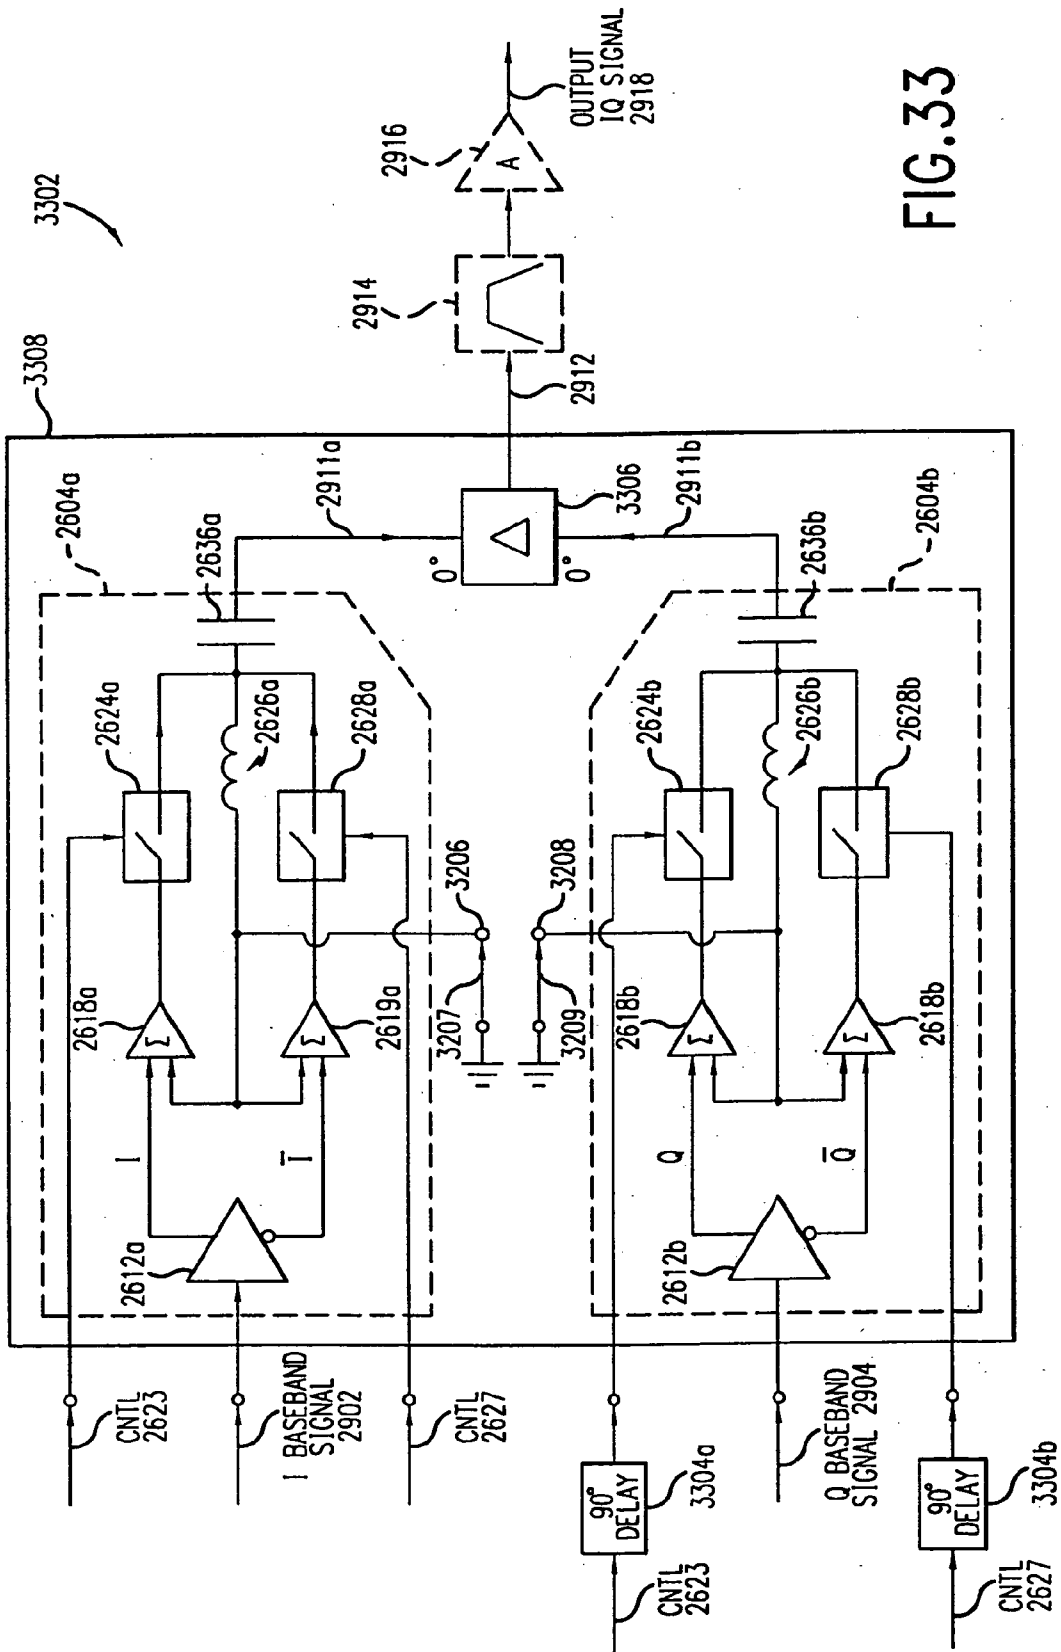 3302
3308
2604a
2636a
2624a
2626a
2628a
2618a
2619a
2612a
I
Ī
CNTL
2623
I BASEBAND
SIGNAL
2902
CNTL
2627
3206
3207
3208
3209
2911a
0°
Δ
0°
3306
2911b
2912
2914
2916
A
OUTPUT
IQ SIGNAL
2918
2604b
2636b
2624b
2626b
2628b
2618b
2618b
2612b
Q
Q̄
Σ
Σ
Σ
Σ
90°
DELAY
3304a
CNTL
2623
Q BASEBAND
SIGNAL 2904
90°
DELAY
3304b
CNTL
2627
FIG.33